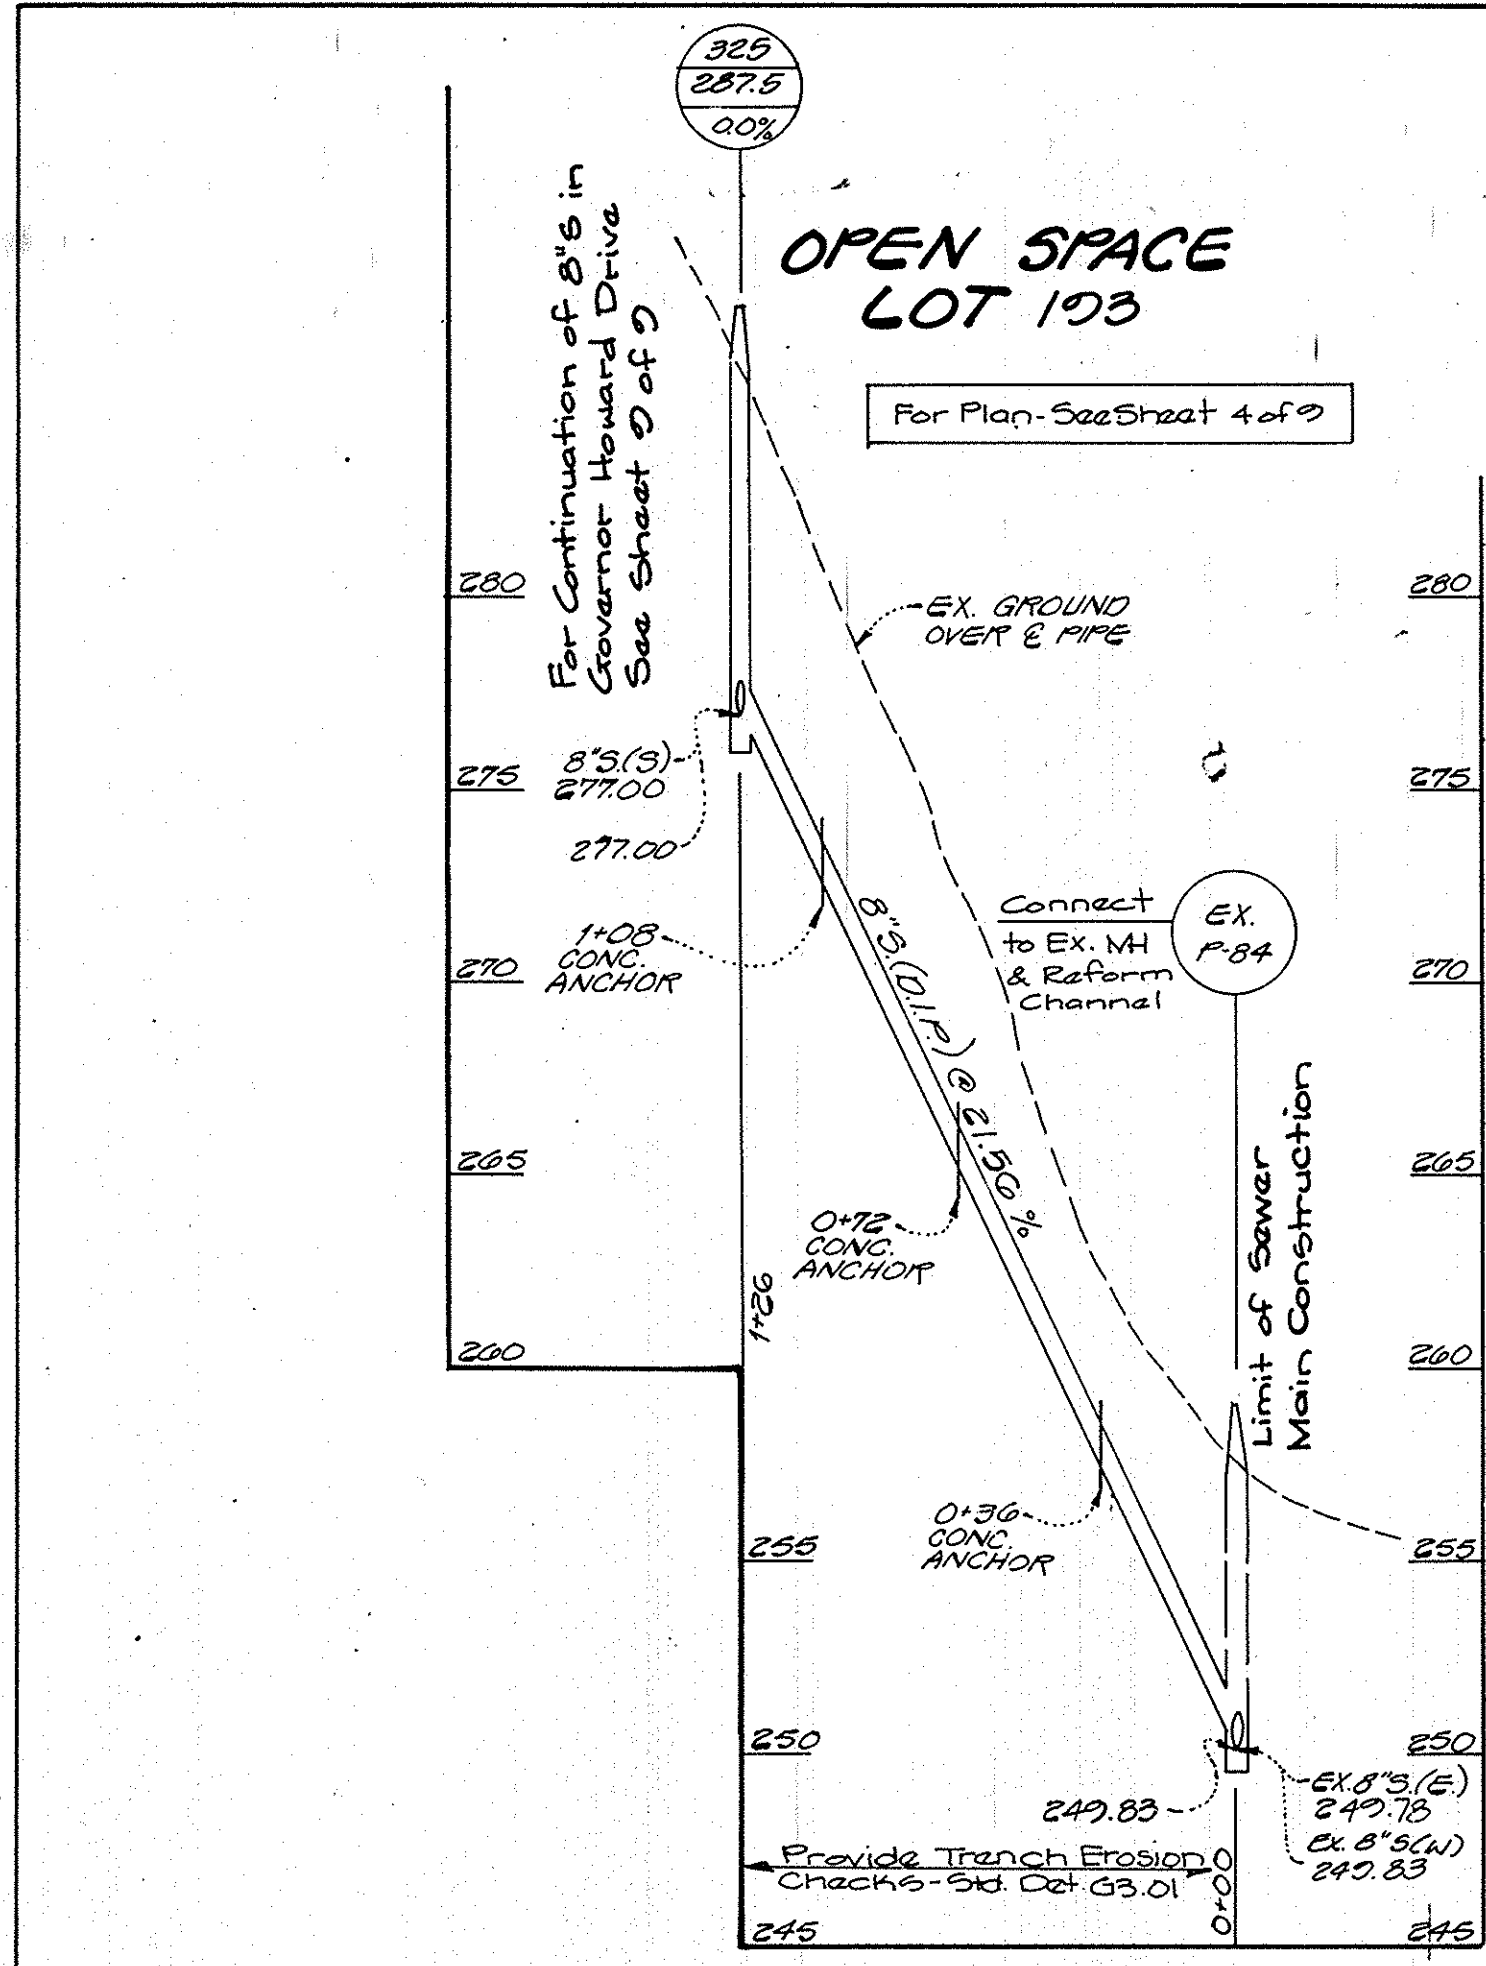 325
287.5
0.0%
For Continuation of 8"S in
Governor Howard Drive
See Sheet 9 of 9
OPEN SPACE
LOT 193
For Plan-See Sheet 4 of 9
280
280
EX. GROUND
OVER ℄ PIPE
8"S.(S)
277.00
277.00
275
275
1+08
CONC.
ANCHOR
270
270
8"S.(D.I.P.) @ 21.56 %
Connect
to Ex. MH
& Reform
Channel
EX.
P-84
265
265
0+72
CONC.
ANCHOR
1+26
Limit of Sewer
Main Construction
260
260
0+36
CONC.
ANCHOR
255
255
250
250
249.83
EX.8"S.(E.)
249.78
EX. 8"S(W)
249.83
Provide Trench Erosion
Checks-Std. Det. G3.01
0+00
245
245